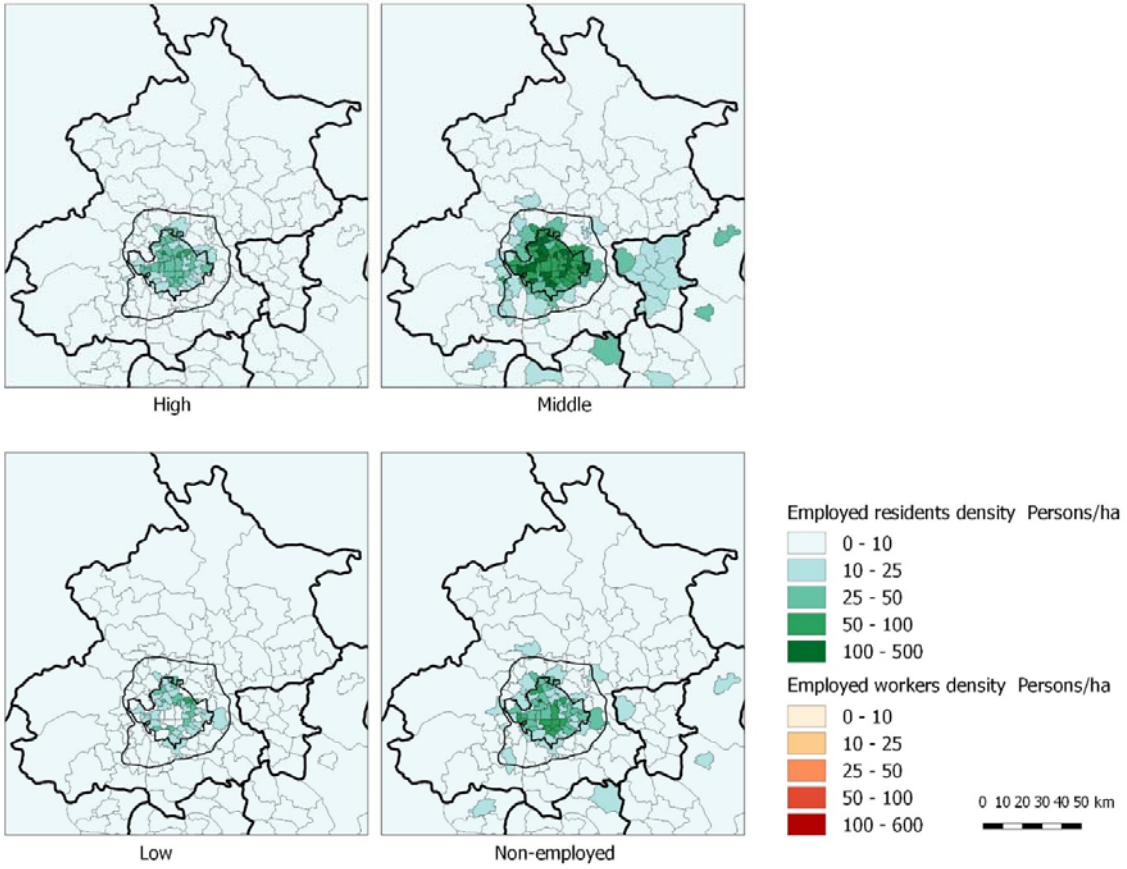 High
Middle
Low
Non-employed
Employed residents density Persons/ha
0 - 10
10 - 25
25 - 50
50 - 100
100 - 500
Employed workers density Persons/ha
0 - 10
10 - 25
25 - 50
50 - 100
100 - 600
0 10 20 30 40 50 km